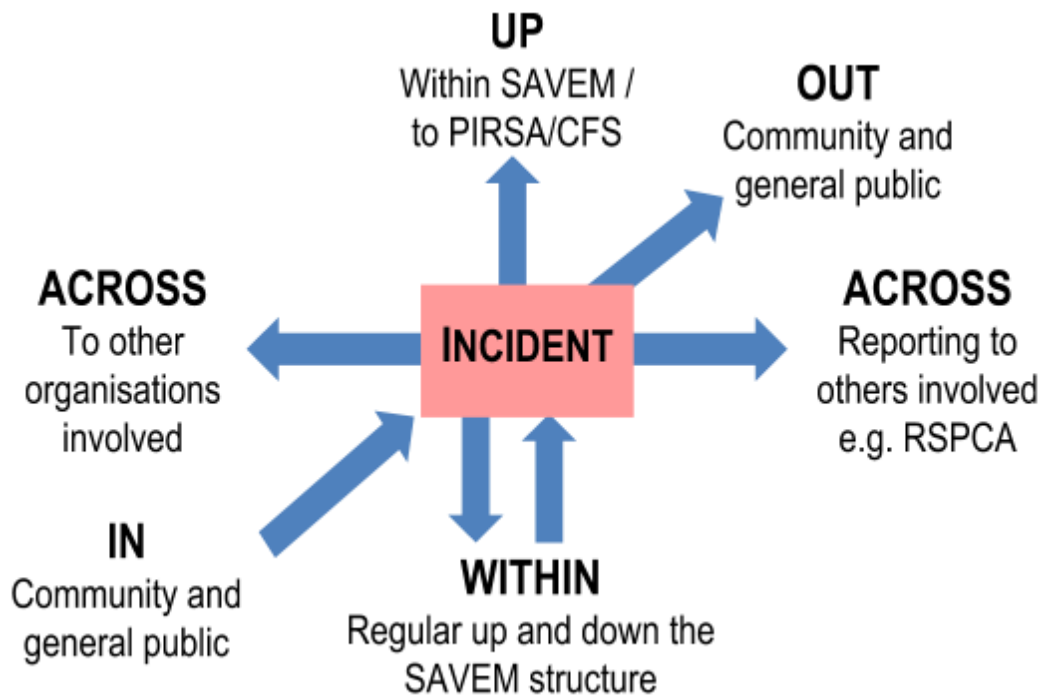 UP
Within SAVEM /
to PIRSA/CFS
OUT
Community and
general public
ACROSS
To other
organisations
involved
INCIDENT
ACROSS
Reporting to
others involved
e.g. RSPCA
IN
Community and
general public
WITHIN
Regular up and down the
SAVEM structure